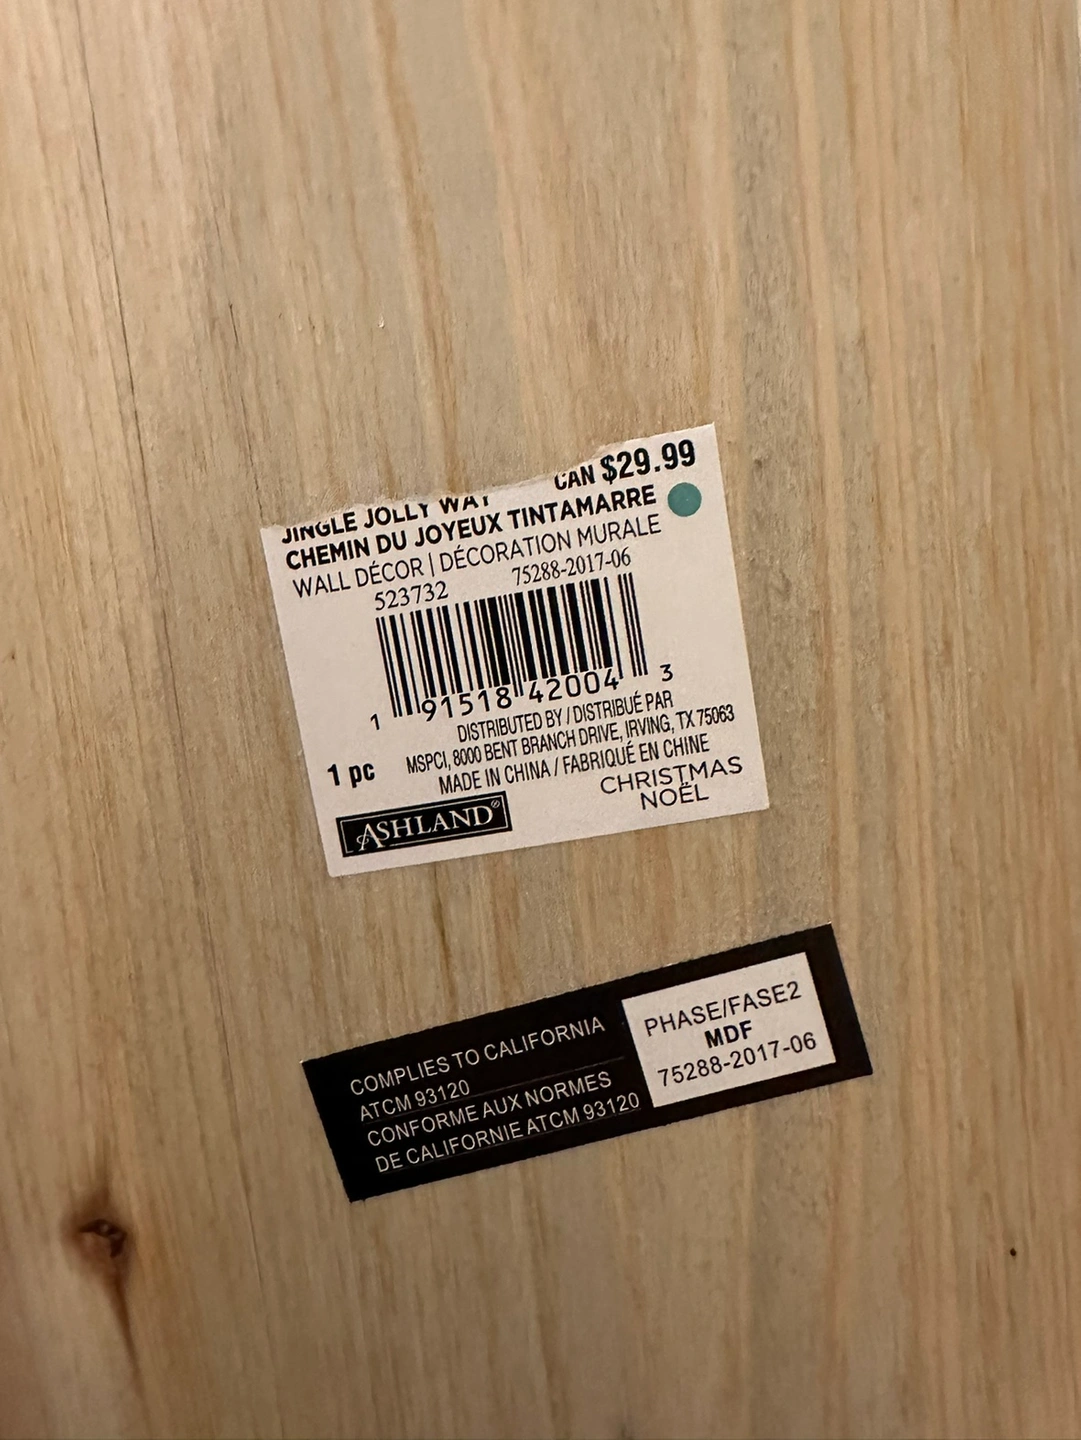 CAN $29.99
JINGLE JOLLY WAY
CHEMIN DU JOYEUX TINTAMARRE
WALL DÉCOR | DÉCORATION MURALE
523732 75288-2017-06
1 91518 42004 3
DISTRIBUTED BY / DISTRIBUÉ PAR
MSPCI, 8000 BENT BRANCH DRIVE, IRVING, TX 75063
1 pc MADE IN CHINA / FABRIQUÉ EN CHINE
CHRISTMAS
NOËL
ASHLAND®
COMPLIES TO CALIFORNIA
ATCM 93120
CONFORME AUX NORMES
DE CALIFORNIE ATCM 93120
PHASE/FASE2
MDF
75288-2017-06